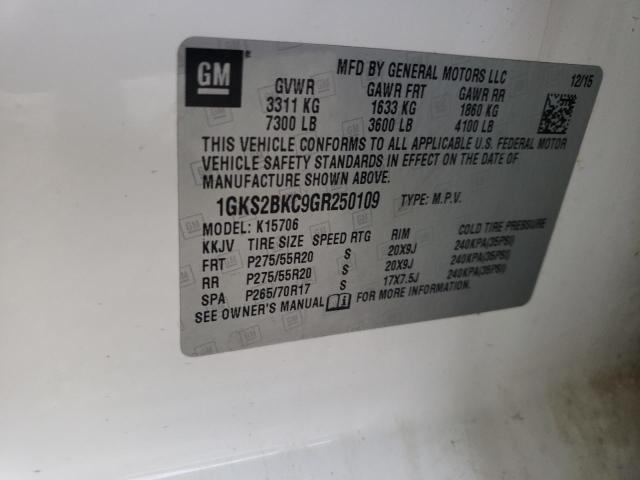 GM
MFD BY GENERAL MOTORS LLC
12/15
GVWR GAWR FRT GAWR RR
3311 KG 1633 KG 1860 KG
7300 LB 3600 LB 4100 LB
THIS VEHICLE CONFORMS TO ALL APPLICABLE U.S. FEDERAL MOTOR
VEHICLE SAFETY STANDARDS IN EFFECT ON THE DATE OF
MANUFACTURE SHOWN ABOVE.
1GKS2BKC9GR250109 TYPE: M.P.V.
MODEL: K15706
KKJV TIRE SIZE SPEED RTG RIM COLD TIRE PRESSURE
FRT P275/55R20 S 20X9J 240KPA(35PSI)
RR P275/55R20 S 20X9J 240KPA(35PSI)
SPA P265/70R17 S 17X7.5J 240KPA(35PSI)
SEE OWNER'S MANUAL i FOR MORE INFORMATION.